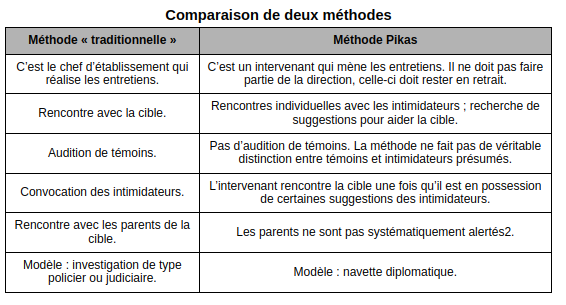 Comparaison de deux méthodes
Méthode « traditionnelle »
Méthode Pikas
C’est le chef d’établissement qui
réalise les entretiens.
C’est un intervenant qui mène les entretiens. Il ne doit pas faire
partie de la direction, celle-ci doit rester en retrait.
Rencontre avec la cible.
Rencontres individuelles avec les intimidateurs ; recherche de
suggestions pour aider la cible.
Audition de témoins.
Pas d’audition de témoins. La méthode ne fait pas de véritable
distinction entre témoins et intimidateurs présumés.
Convocation des intimidateurs.
L’intervenant rencontre la cible une fois qu’il est en possession
de certaines suggestions des intimidateurs.
Rencontre avec les parents de la
cible.
Les parents ne sont pas systématiquement alertés2.
Modèle : investigation de type
policier ou judiciaire.
Modèle : navette diplomatique.